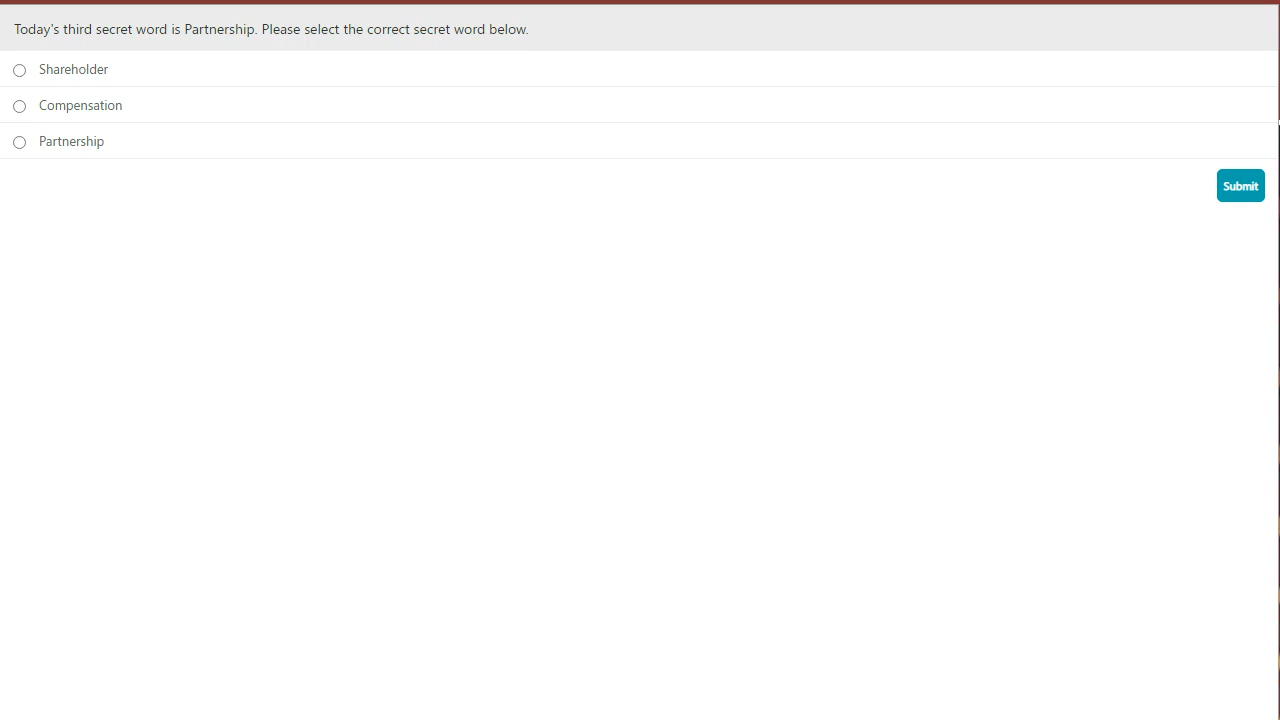 Today's third secret word is Partnership. Please select the correct secret word below.
Shareholder
Compensation
Partnership
Submit